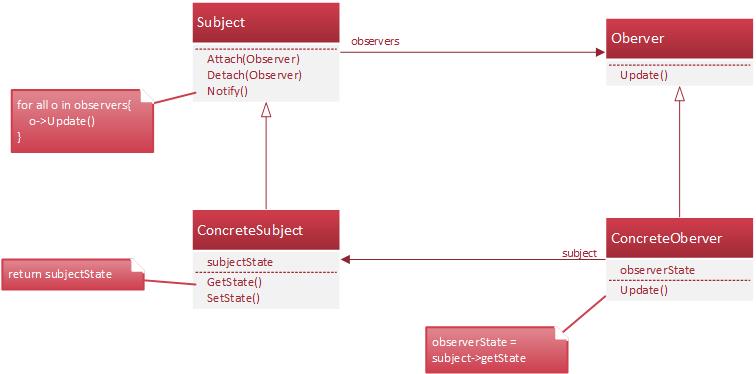 Subject
Attach(Observer)
Detach(Observer)
Notify()
observers
Oberver
Update()
for all o in observers{
o->Update()
}
ConcreteSubject
subjectState
GetState()
SetState()
subject
ConcreteOberver
observerState
Update()
return subjectState
observerState =
subject->getState